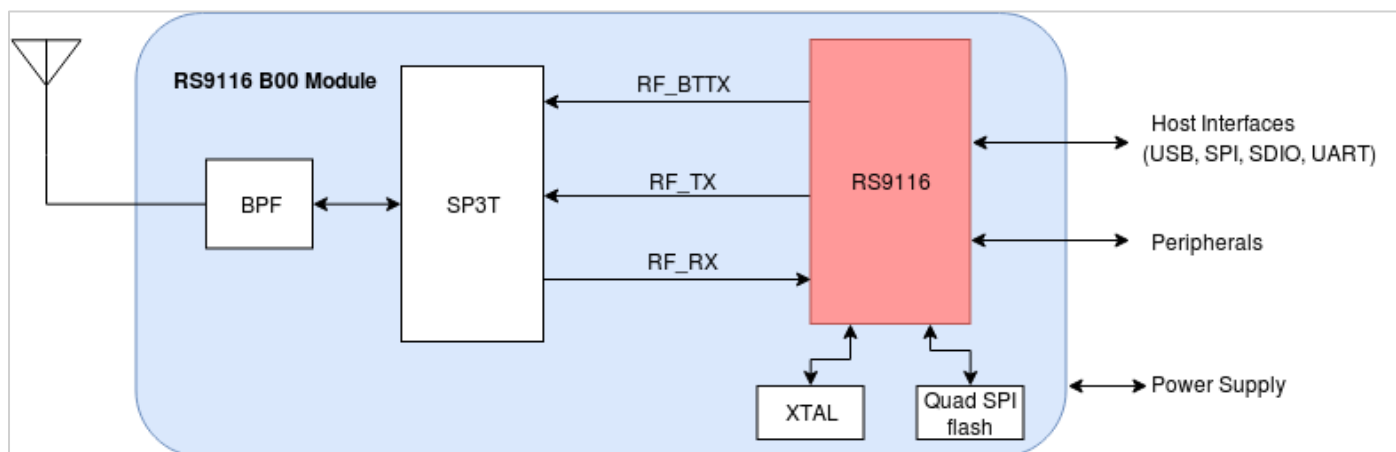 RS9116 B00 Module
RF_BTTX
Host Interfaces
(USB, SPI, SDIO, UART)
RS9116
RF_TX
BPF
SP3T
Peripherals
RF_RX
Power Supply
XTAL
Quad SPI
flash